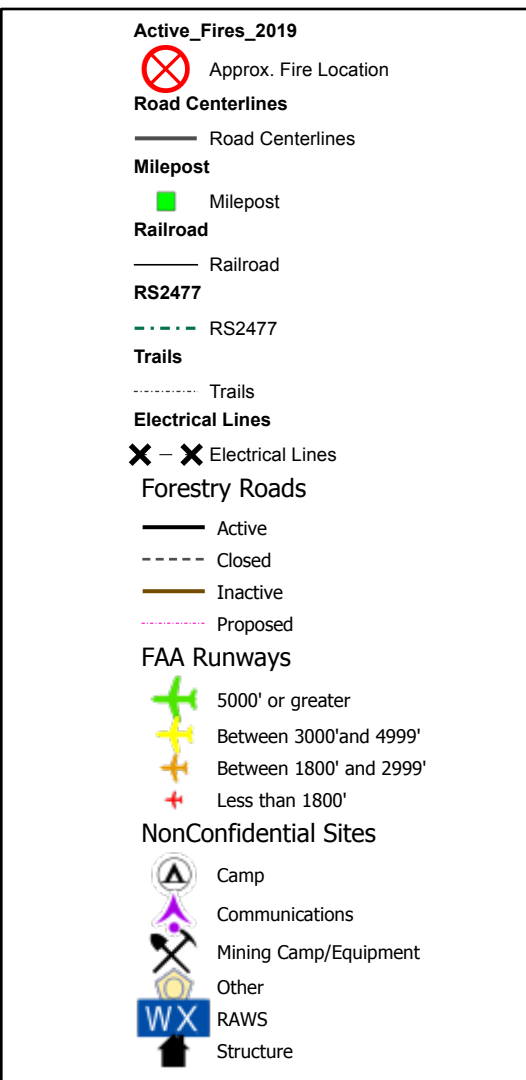 Active_Fires_2019
Approx. Fire Location
Road Centerlines
Road Centerlines
Milepost
Milepost
Railroad
Railroad
RS2477
RS2477
Trails
Trails
Electrical Lines
Electrical Lines
Forestry Roads
Active
Closed
Inactive
Proposed
FAA Runways
5000' or greater
Between 3000'and 4999'
Between 1800' and 2999'
Less than 1800'
NonConfidential Sites
Camp
Communications
Mining Camp/Equipment
Other
WX RAWS
Structure